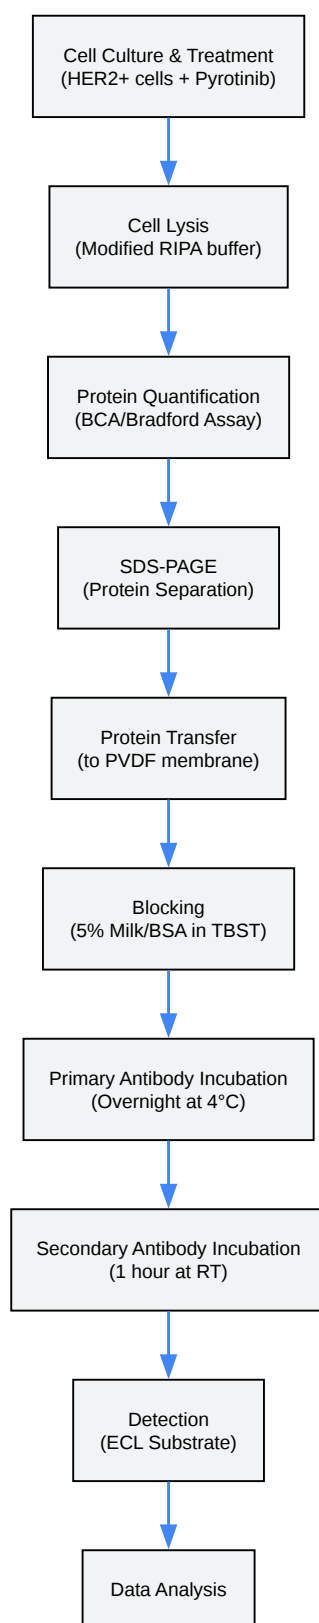 Cell Culture & Treatment
(HER2+ cells + Pyrotinib)
Cell Lysis
(Modified RIPA buffer)
Protein Quantification
(BCA/Bradford Assay)
SDS-PAGE
(Protein Separation)
Protein Transfer
(to PVDF membrane)
Blocking
(5% Milk/BSA in TBST)
Primary Antibody Incubation
(Overnight at 4°C)
Secondary Antibody Incubation
(1 hour at RT)
Detection
(ECL Substrate)
Data Analysis